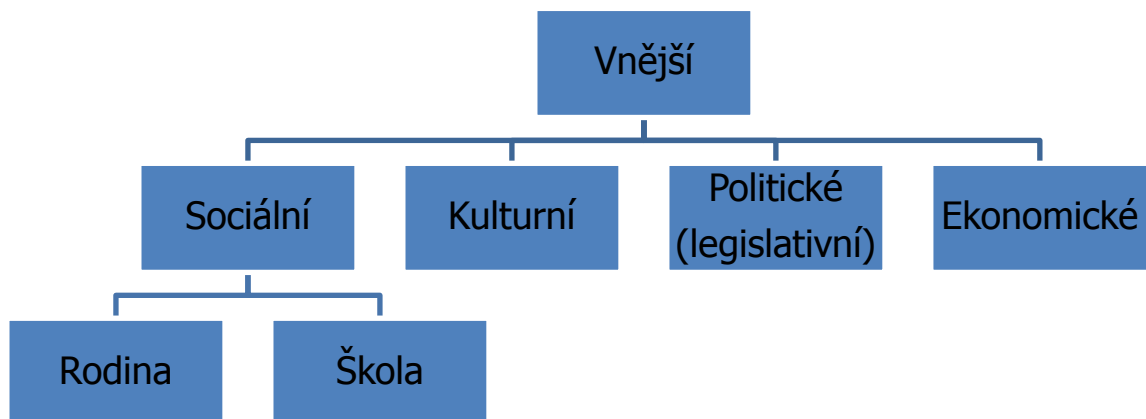 Vnější
Sociální
Kulturní
Politické
(legislativní)
Ekonomické
Rodina
Škola